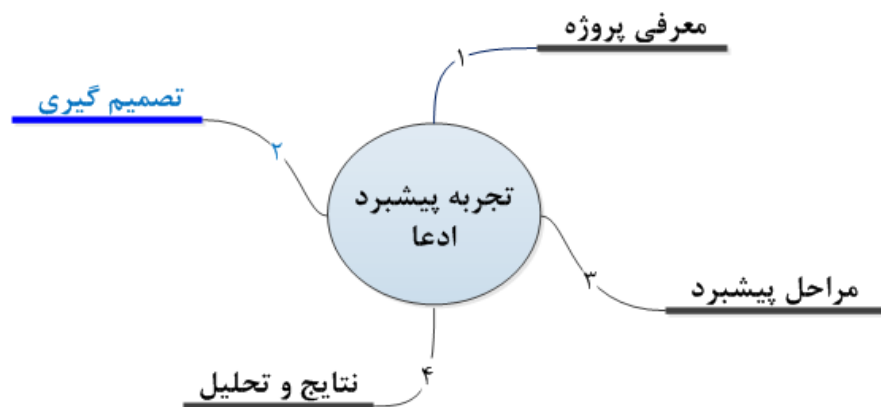 معرفی پروژه
۱
تصمیم گیری
۲
تجربه پیشبرد
ادعا
۳
مراحل پیشبرد
۴
نتایج و تحلیل